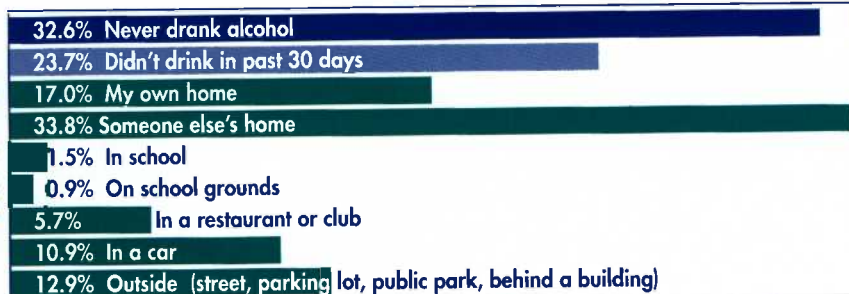 32.6% Never drank alcohol
23.7% Didn't drink in past 30 days
17.0% My own home
33.8% Someone else's home
1.5% In school
0.9% On school grounds
5.7% In a restaurant or club
10.9% In a car
12.9% Outside (street, parking lot, public park, behind a building)